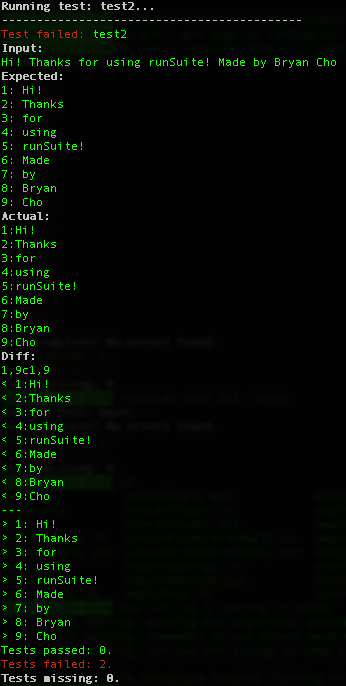 Running test: test2...
-------------------------------------------
Test failed: test2
Input:
Hi! Thanks for using runSuite! Made by Bryan Cho
Expected:
1: Hi!
2: Thanks
3: for
4: using
5: runSuite!
6: Made
7: by
8: Bryan
9: Cho
Actual:
1:Hi!
2:Thanks
3:for
4:using
5:runSuite!
6:Made
7:by
8:Bryan
9:Cho
Diff:
1,9c1,9
< 1:Hi!
< 2:Thanks
< 3:for
< 4:using
< 5:runSuite!
< 6:Made
< 7:by
< 8:Bryan
< 9:Cho
---
> 1: Hi!
> 2: Thanks
> 3: for
> 4: using
> 5: runSuite!
> 6: Made
> 7: by
> 8: Bryan
> 9: Cho
Tests passed: 0.
Tests failed: 2.
Tests missing: 0.